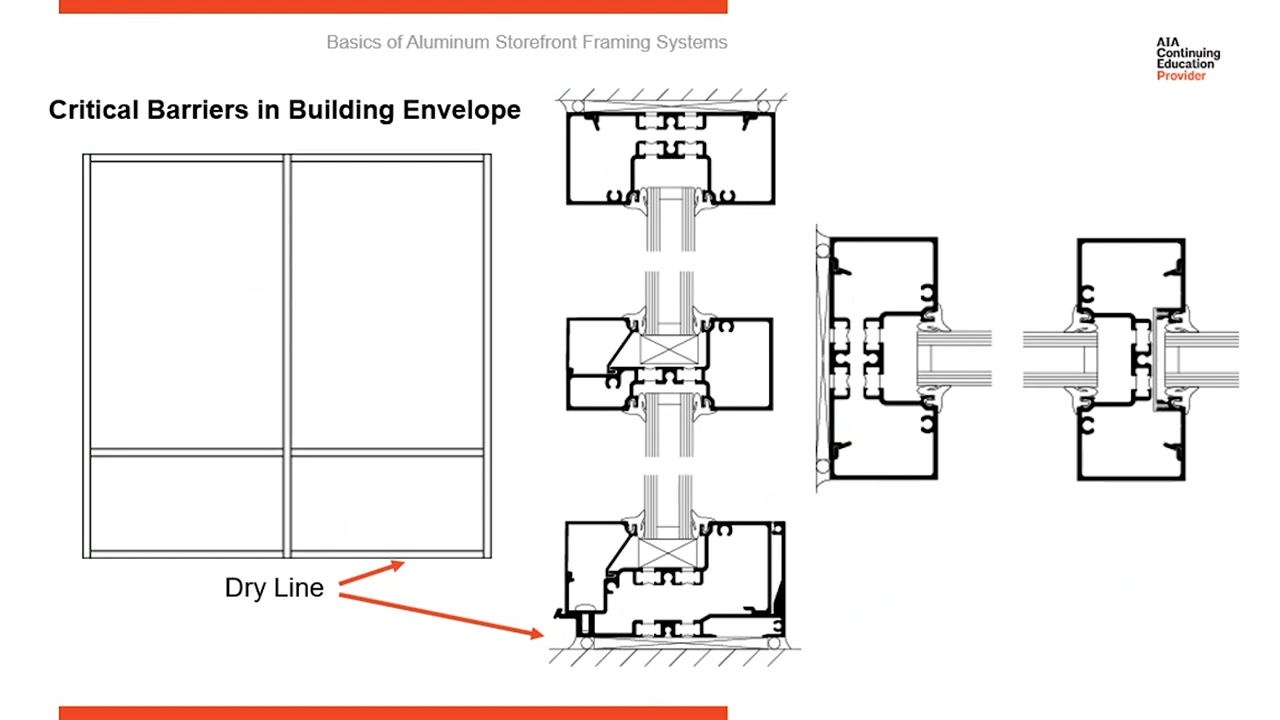 Basics of Aluminum Storefront Framing Systems
AIA
Continuing
Education
Provider
Critical Barriers in Building Envelope
Dry Line